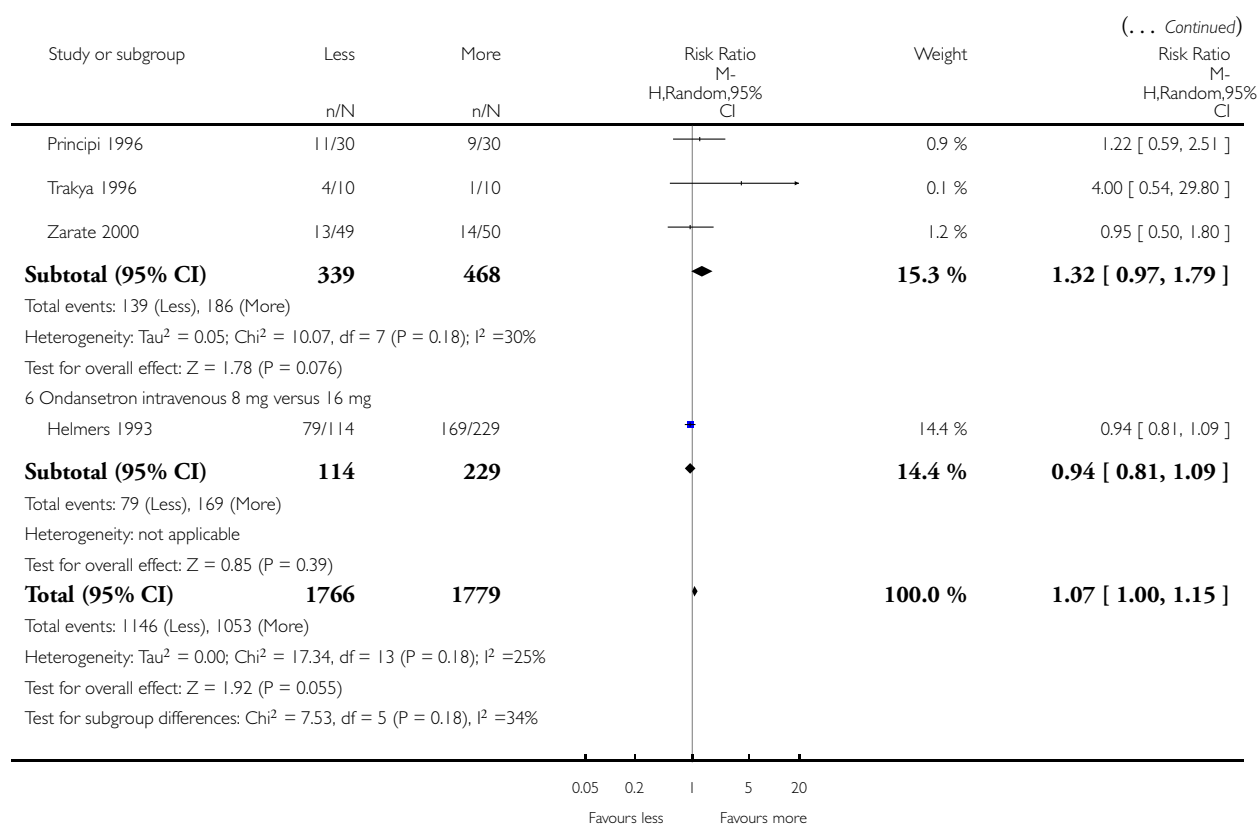 (... Continued)
Study or subgroup Less More Risk Ratio Weight Risk Ratio
M- M-
H,Random,95% H,Random,95%
n/N n/N CI CI
Principi 1996 11/30 9/30 0.9 % 1.22 [ 0.59, 2.51 ]
Trakya 1996 4/10 1/10 0.1 % 4.00 [ 0.54, 29.80 ]
Zarate 2000 13/49 14/50 1.2 % 0.95 [ 0.50, 1.80 ]
Subtotal (95% CI) 339 468 15.3 % 1.32 [ 0.97, 1.79 ]
Total events: 139 (Less), 186 (More)
Heterogeneity: Tau² = 0.05; Chi² = 10.07, df = 7 (P = 0.18); I² =30%
Test for overall effect: Z = 1.78 (P = 0.076)
6 Ondansetron intravenous 8 mg versus 16 mg
Helmers 1993 79/114 169/229 14.4 % 0.94 [ 0.81, 1.09 ]
Subtotal (95% CI) 114 229 14.4 % 0.94 [ 0.81, 1.09 ]
Total events: 79 (Less), 169 (More)
Heterogeneity: not applicable
Test for overall effect: Z = 0.85 (P = 0.39)
Total (95% CI) 1766 1779 100.0 % 1.07 [ 1.00, 1.15 ]
Total events: 1146 (Less), 1053 (More)
Heterogeneity: Tau² = 0.00; Chi² = 17.34, df = 13 (P = 0.18); I² =25%
Test for overall effect: Z = 1.92 (P = 0.055)
Test for subgroup differences: Chi² = 7.53, df = 5 (P = 0.18), I² =34%
0.05 0.2 1 5 20
Favours less Favours more